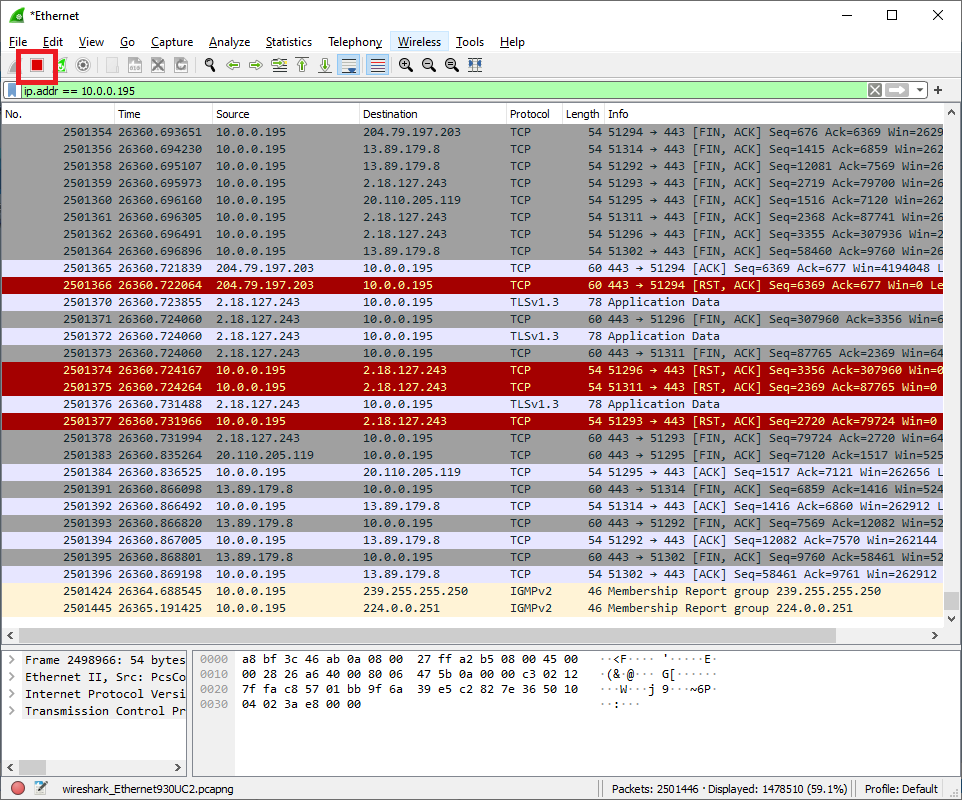 *Ethernet
File Edit View Go Capture Analyze Statistics Telephony Wireless Tools Help
ip.addr == 10.0.0.195
No. Time Source Destination Protocol Length Info
2501354 26360.693651 10.0.0.195 204.79.197.203 TCP 54 51294 → 443 [FIN, ACK] Seq=676 Ack=6369 Win=2629
2501356 26360.694230 10.0.0.195 13.89.179.8 TCP 54 51314 → 443 [FIN, ACK] Seq=1415 Ack=6859 Win=262
2501358 26360.695107 10.0.0.195 13.89.179.8 TCP 54 51292 → 443 [FIN, ACK] Seq=12081 Ack=7569 Win=26
2501359 26360.695973 10.0.0.195 2.18.127.243 TCP 54 51293 → 443 [FIN, ACK] Seq=2719 Ack=79700 Win=26
2501360 26360.696160 10.0.0.195 20.110.205.119 TCP 54 51295 → 443 [FIN, ACK] Seq=1516 Ack=7120 Win=262
2501361 26360.696305 10.0.0.195 2.18.127.243 TCP 54 51311 → 443 [FIN, ACK] Seq=2368 Ack=87741 Win=26
2501362 26360.696491 10.0.0.195 2.18.127.243 TCP 54 51296 → 443 [FIN, ACK] Seq=3355 Ack=307936 Win=2
2501364 26360.696896 10.0.0.195 13.89.179.8 TCP 54 51302 → 443 [FIN, ACK] Seq=58460 Ack=9760 Win=26
2501365 26360.721839 204.79.197.203 10.0.0.195 TCP 60 443 → 51294 [ACK] Seq=6369 Ack=677 Win=4194048 L
2501366 26360.722064 204.79.197.203 10.0.0.195 TCP 60 443 → 51294 [RST, ACK] Seq=6369 Ack=677 Win=0 Le
2501370 26360.723855 2.18.127.243 10.0.0.195 TLSv1.3 78 Application Data
2501371 26360.724060 2.18.127.243 10.0.0.195 TCP 60 443 → 51296 [FIN, ACK] Seq=307960 Ack=3356 Win=6
2501372 26360.724060 2.18.127.243 10.0.0.195 TLSv1.3 78 Application Data
2501373 26360.724060 2.18.127.243 10.0.0.195 TCP 60 443 → 51311 [FIN, ACK] Seq=87765 Ack=2369 Win=64
2501374 26360.724167 10.0.0.195 2.18.127.243 TCP 54 51296 → 443 [RST, ACK] Seq=3356 Ack=307960 Win=0
2501375 26360.724264 10.0.0.195 2.18.127.243 TCP 54 51311 → 443 [RST, ACK] Seq=2369 Ack=87765 Win=0
2501376 26360.731488 2.18.127.243 10.0.0.195 TLSv1.3 78 Application Data
2501377 26360.731966 10.0.0.195 2.18.127.243 TCP 54 51293 → 443 [RST, ACK] Seq=2720 Ack=79724 Win=0
2501378 26360.731994 2.18.127.243 10.0.0.195 TCP 60 443 → 51293 [FIN, ACK] Seq=79724 Ack=2720 Win=64
2501383 26360.835264 20.110.205.119 10.0.0.195 TCP 60 443 → 51295 [FIN, ACK] Seq=7120 Ack=1517 Win=525
2501384 26360.836525 10.0.0.195 20.110.205.119 TCP 54 51295 → 443 [ACK] Seq=1517 Ack=7121 Win=262656 L
2501391 26360.866098 13.89.179.8 10.0.0.195 TCP 60 443 → 51314 [FIN, ACK] Seq=6859 Ack=1416 Win=524
2501392 26360.866492 10.0.0.195 13.89.179.8 TCP 54 51314 → 443 [ACK] Seq=1416 Ack=6860 Win=262912 L
2501393 26360.866820 13.89.179.8 10.0.0.195 TCP 60 443 → 51292 [FIN, ACK] Seq=7569 Ack=12082 Win=52
2501394 26360.867005 10.0.0.195 13.89.179.8 TCP 54 51292 → 443 [ACK] Seq=12082 Ack=7570 Win=262144
2501395 26360.868801 13.89.179.8 10.0.0.195 TCP 60 443 → 51302 [FIN, ACK] Seq=9760 Ack=58461 Win=52
2501396 26360.869198 10.0.0.195 13.89.179.8 TCP 54 51302 → 443 [ACK] Seq=58461 Ack=9761 Win=262912
2501424 26364.688545 10.0.0.195 239.255.255.250 IGMPv2 46 Membership Report group 239.255.255.250
2501445 26365.191425 10.0.0.195 224.0.0.251 IGMPv2 46 Membership Report group 224.0.0.251
Frame 2498966: 54 bytes
Ethernet II, Src: PcsCo
Internet Protocol Versi
Transmission Control Pr
0000 a8 bf 3c 46 ab 0a 08 00 27 ff a2 b5 08 00 45 00 ··<F···· '·····E·
0010 00 28 26 a6 40 00 80 06 47 5b 0a 00 00 c3 02 12 ·(&·@··· G[······
0020 7f fa c8 57 01 bb 9f 6a 39 e5 c2 82 7e 36 50 10 ···W···j 9···~6P·
0030 04 02 3a e8 00 00 ··:···
wireshark_Ethernet930UC2.pcapng
Packets: 2501446 · Displayed: 1478510 (59.1%)
Profile: Default